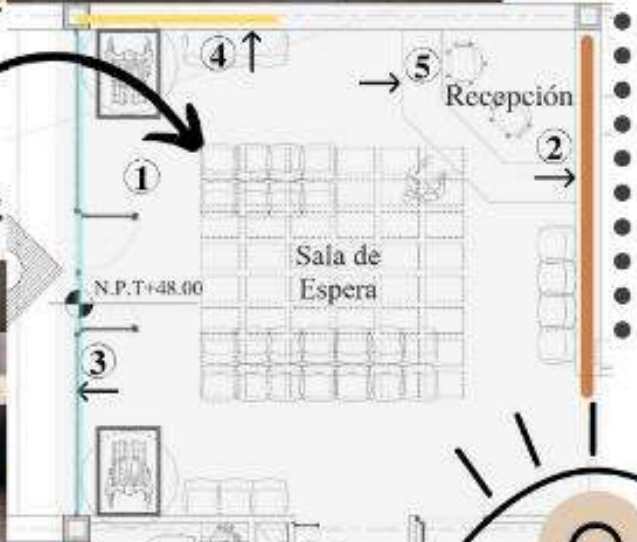 ④
⑤
Recepción
②
①
Sala de
Espera
N.P.T+48.00
③